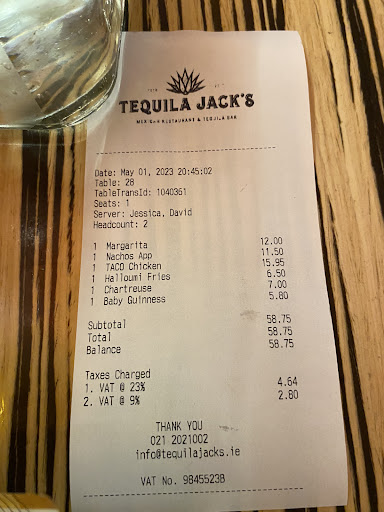 TEQUILA JACK'S
MEXICAN RESTAURANT & TEQUILA BAR
Date: May 01, 2023 20:45:02
Table: 28
TableTransId: 1040361
Seats: 1
Server: Jessica, David
Headcount: 2
1 Margarita 12.00
1 Nachos App 11.50
1 TACO Chicken 15.95
1 Halloumi Fries 6.50
1 Chartreuse 7.00
1 Baby Guinness 5.80
Subtotal 58.75
Total 58.75
Balance 58.75
Taxes Charged
1. VAT @ 23% 4.64
2. VAT @ 9% 2.80
THANK YOU
021 2021002
info@tequilajacks.ie
VAT No. 98455238